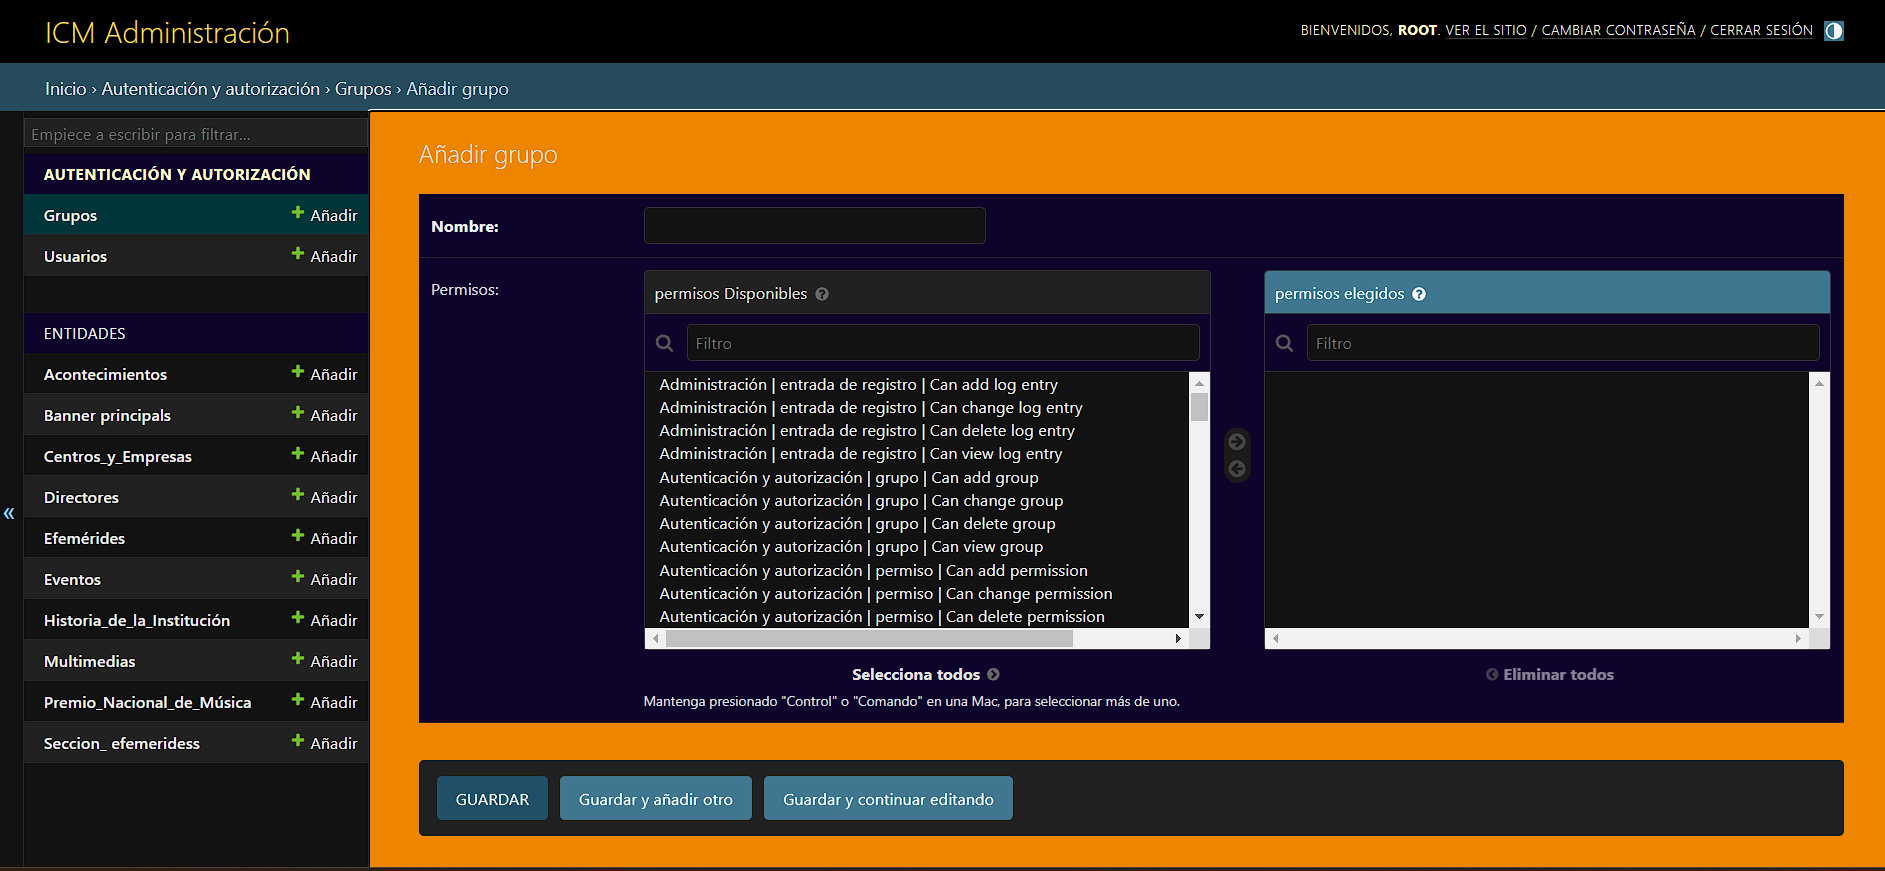 ICM Administración
BIENVENIDOS, ROOT. VER EL SITIO / CAMBIAR CONTRASEÑA / CERRAR SESIÓN
Inicio › Autenticación y autorización › Grupos › Añadir grupo
Empiece a escribir para filtrar...
AUTENTICACIÓN Y AUTORIZACIÓN
Grupos Añadir
Usuarios Añadir
ENTIDADES
Acontecimientos Añadir
Banner principals Añadir
Centros_y_Empresas Añadir
Directores Añadir
Efemérides Añadir
Eventos Añadir
Historia_de_la_Institución Añadir
Multimedias Añadir
Premio_Nacional_de_Música Añadir
Seccion_ efemeridess Añadir
«
Añadir grupo
Nombre:
Permisos:
permisos Disponibles ?
Filtro
Administración | entrada de registro | Can add log entry
Administración | entrada de registro | Can change log entry
Administración | entrada de registro | Can delete log entry
Administración | entrada de registro | Can view log entry
Autenticación y autorización | grupo | Can add group
Autenticación y autorización | grupo | Can change group
Autenticación y autorización | grupo | Can delete group
Autenticación y autorización | grupo | Can view group
Autenticación y autorización | permiso | Can add permission
Autenticación y autorización | permiso | Can change permission
Autenticación y autorización | permiso | Can delete permission
Selecciona todos
Mantenga presionado "Control" o "Comando" en una Mac, para seleccionar más de uno.
permisos elegidos ?
Filtro
Eliminar todos
GUARDAR
Guardar y añadir otro
Guardar y continuar editando